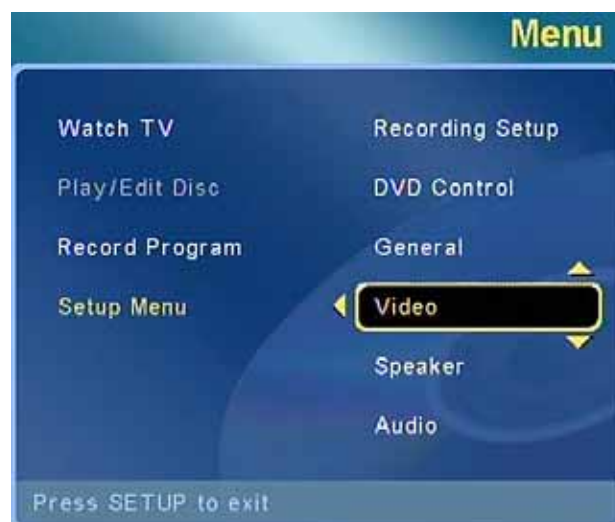 Menu
Watch TV
Play/Edit Disc
Record Program
Setup Menu
Recording Setup
DVD Control
General
Video
Speaker
Audio
Press SETUP to exit